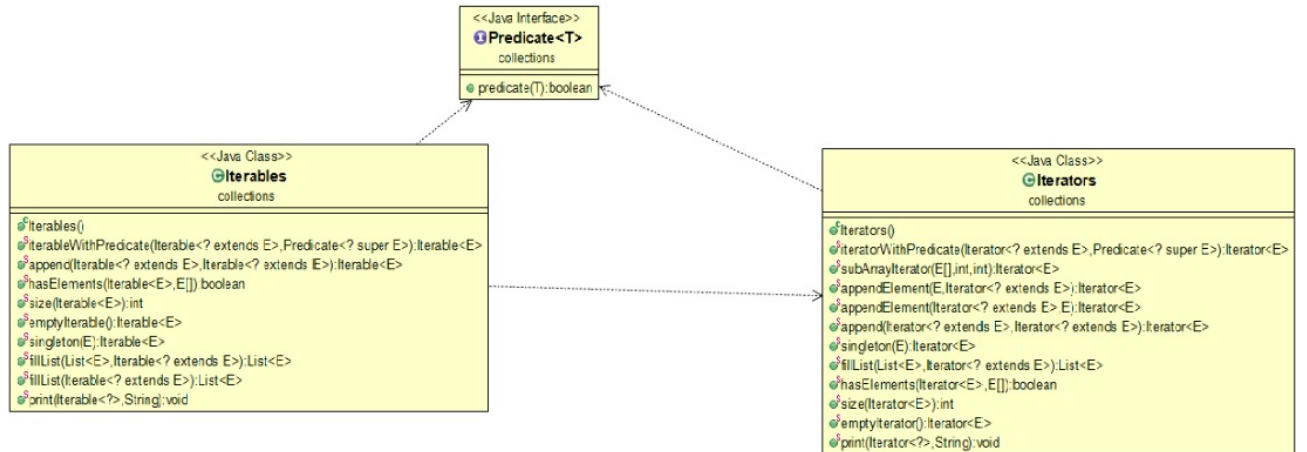 <<Java Interface>>
Predicate<T>
collections
predicate(T):boolean
<<Java Class>>
Iterables
collections
Iterables()
iterableWithPredicate(Iterable<? extends E>,Predicate<? super E>):Iterable<E>
append(Iterable<? extends E>,Iterable<? extends E>):Iterable<E>
hasElements(Iterable<E>,E[]):boolean
size(Iterable<E>):int
emptyIterable():Iterable<E>
singleton(E):Iterable<E>
fillList(List<E>,Iterable<? extends E>):List<E>
fillList(Iterable<? extends E>):List<E>
print(Iterable<?>,String):void
<<Java Class>>
Iterators
collections
Iterators()
iteratorWithPredicate(Iterator<? extends E>,Predicate<? super E>):Iterator<E>
subArrayIterator(E[],int,int):Iterator<E>
appendElement(E,Iterator<? extends E>):Iterator<E>
appendElement(Iterator<? extends E>,E):Iterator<E>
append(Iterator<? extends E>,Iterator<? extends E>):Iterator<E>
singleton(E):Iterator<E>
fillList(List<E>,Iterator<? extends E>):List<E>
hasElements(Iterator<E>,E[]):boolean
size(Iterator<E>):int
emptyIterator():Iterator<E>
print(Iterator<?>,String):void